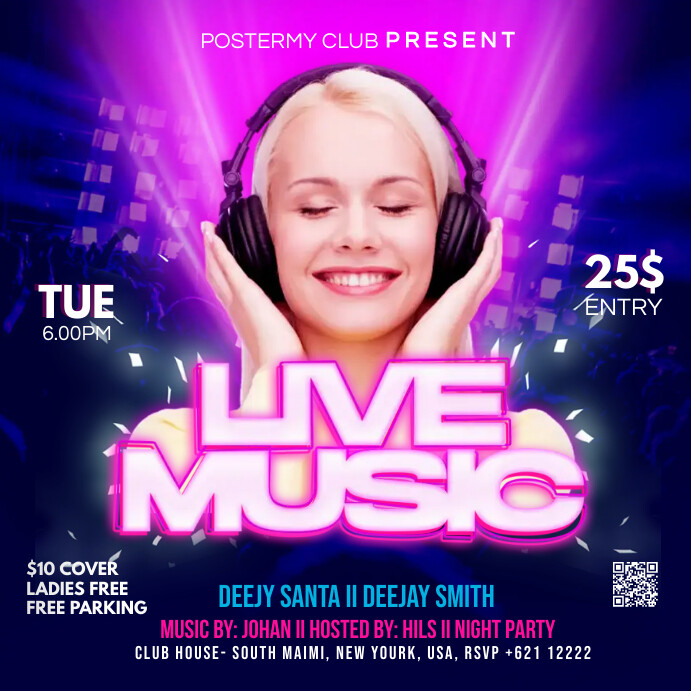 POSTERMY CLUB PRESENT
TUE
6.00PM
25$
ENTRY
LIVE
MUSIC
$10 COVER
LADIES FREE
FREE PARKING
DEEJY SANTA II DEEJAY SMITH
MUSIC BY: JOHAN II HOSTED BY: HILS II NIGHT PARTY
CLUB HOUSE- SOUTH MAIMI, NEW YOURK, USA, RSVP +621 12222